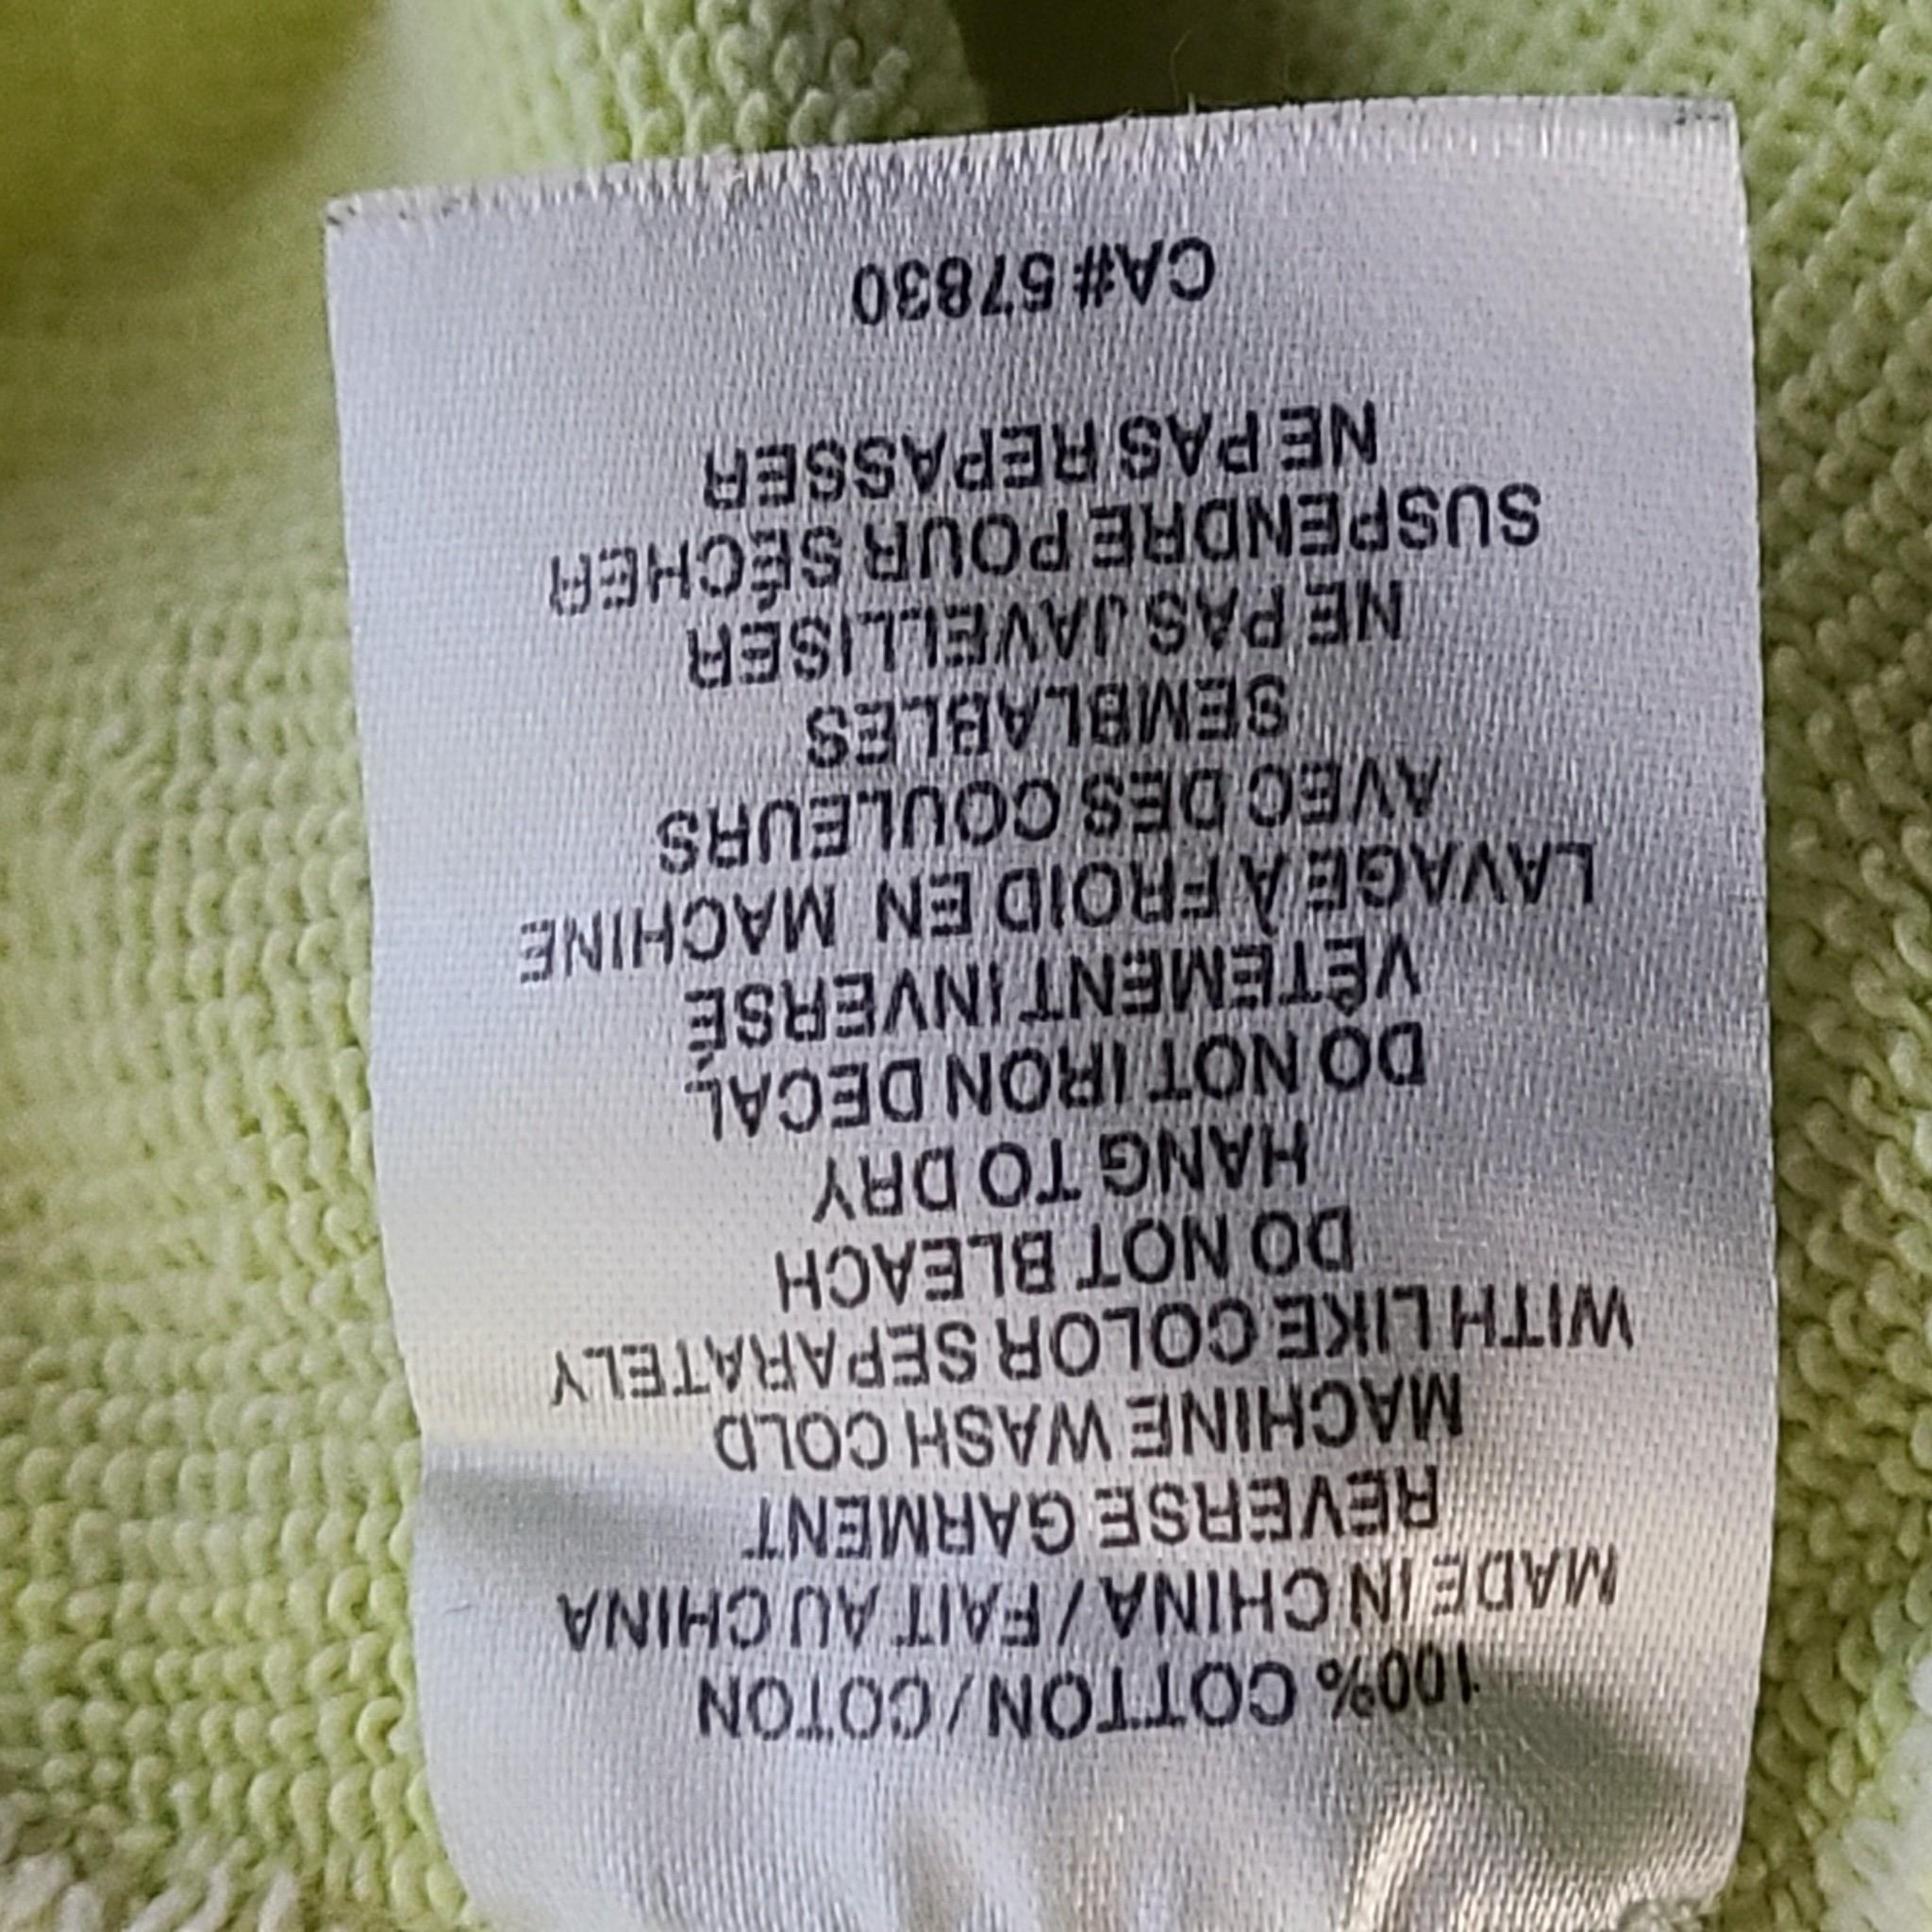 100% COTTON / COTON
MADE IN CHINA / FAIT AU CHINA
REVERSE GARMENT
MACHINE WASH COLD
WITH LIKE COLOR SEPARATELY
DO NOT BLEACH
HANG TO DRY
DO NOT IRON DECAL
VÊTEMENT INVERSÉ
LAVAGE À FROID EN MACHINE
AVEC DES COULEURS
SEMBLABLES
NE PAS JAVELLISER
SUSPENDRE POUR SÉCHER
NE PAS REPASSER
CA# 57830